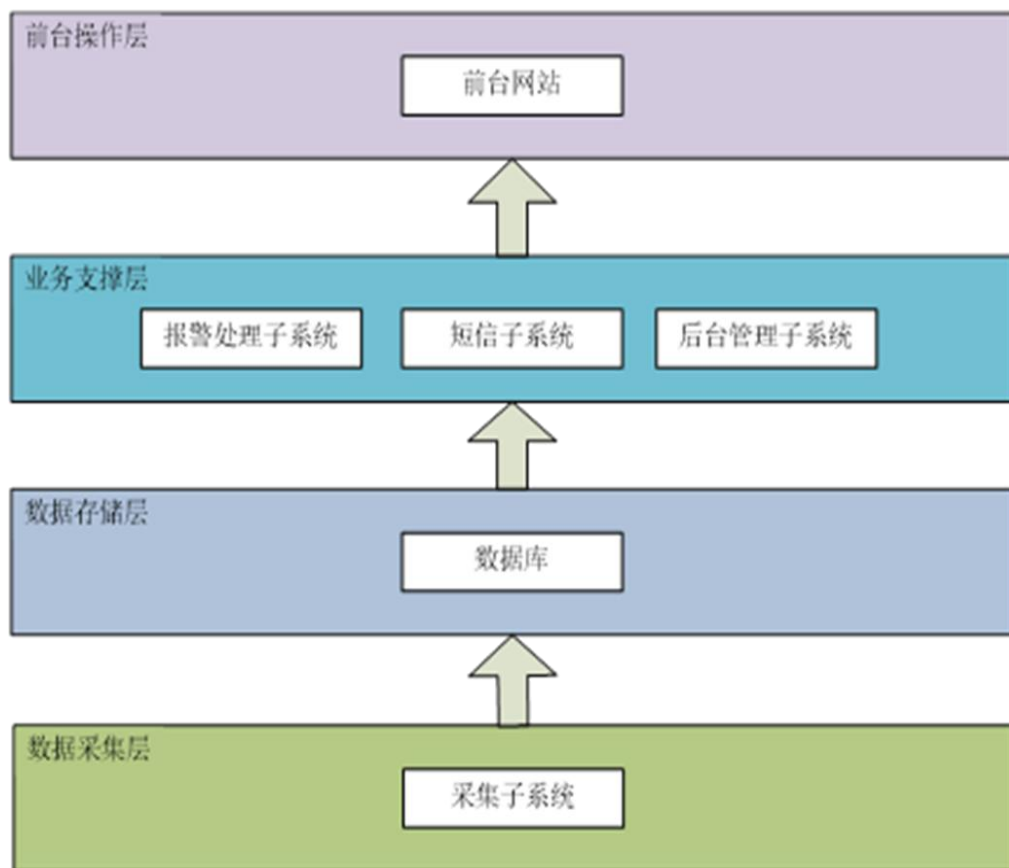 前台操作层
前台网站
业务支撑层
报警处理子系统
短信子系统
后台管理子系统
数据存储层
数据库
数据采集层
采集子系统